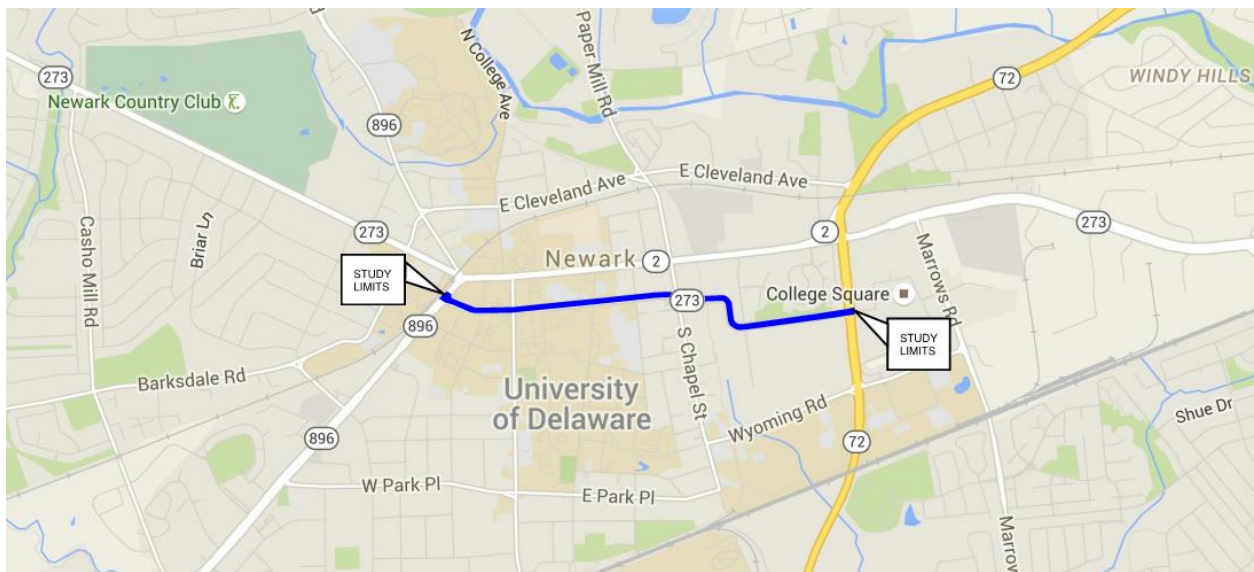 N College Ave
Paper Mill Rd
273
72
WINDY HILLS
Newark Country Club
896
E Cleveland Ave
E Cleveland Ave
Casho Mill Rd
Briar Ln
273
2
273
STUDY
LIMITS
Newark
2
Marrows Rd
273
College Square
896
STUDY
LIMITS
S Chapel St
Barksdale Rd
University
of Delaware
Wyoming Rd
Shue Dr
896
72
W Park Pl
E Park Pl
Marrow